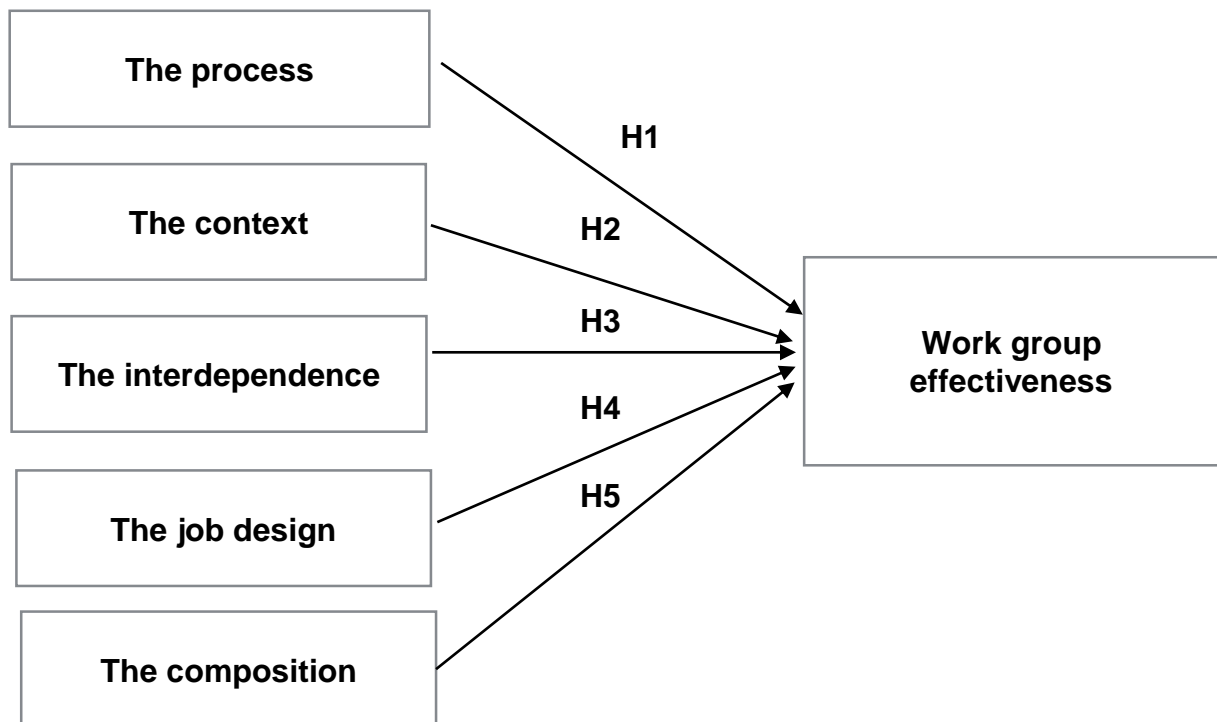 The process
H1
The context
H2
The interdependence
H3
Work group
effectiveness
The job design
H4
The composition
H5